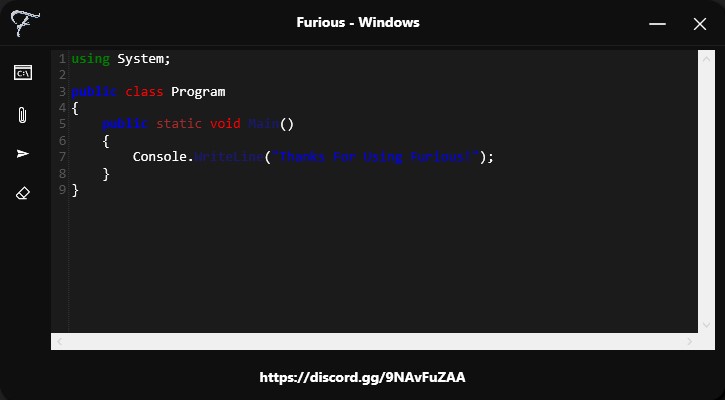 Furious - Windows
C:\
1 using System;
2
3 public class Program
4 {
5     public static void Main()
6     {
7         Console.WriteLine("Thanks For Using Furious!");
8     }
9 }
https://discord.gg/9NAvFuZAA